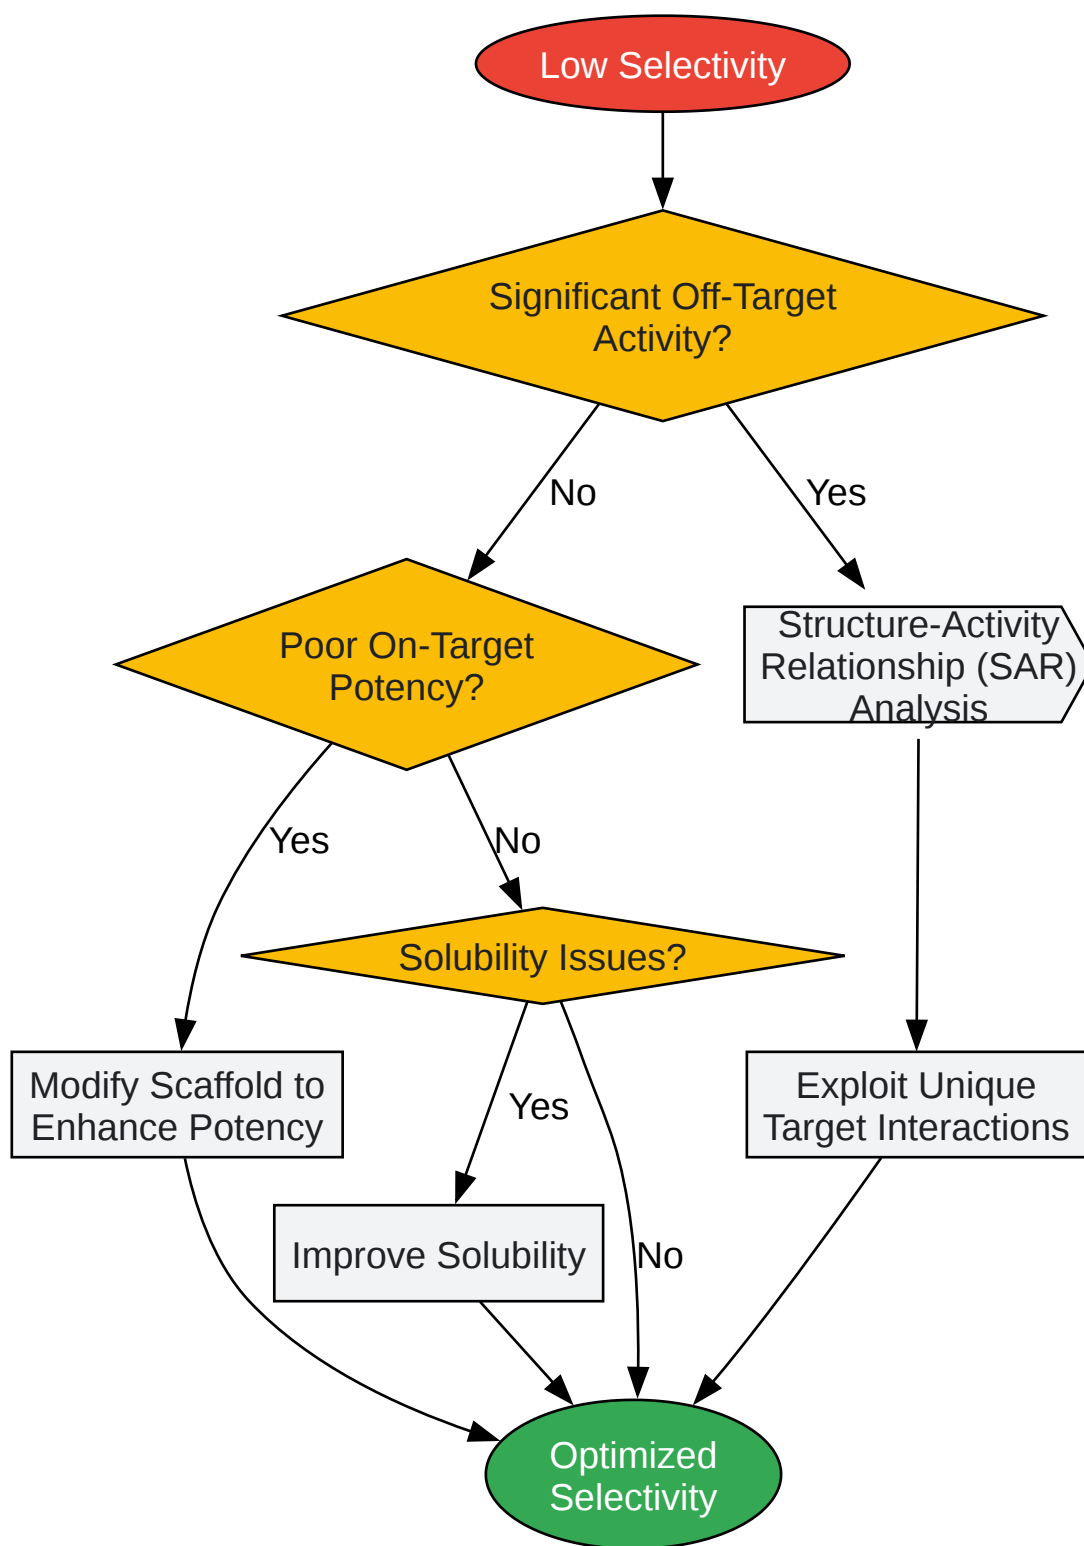 Low Selectivity
Significant Off-Target
Activity?
No
Yes
Poor On-Target
Potency?
Structure-Activity
Relationship (SAR)
Analysis
Yes
No
Solubility Issues?
Modify Scaffold to
Enhance Potency
Yes
Exploit Unique
Target Interactions
Improve Solubility
No
Optimized
Selectivity